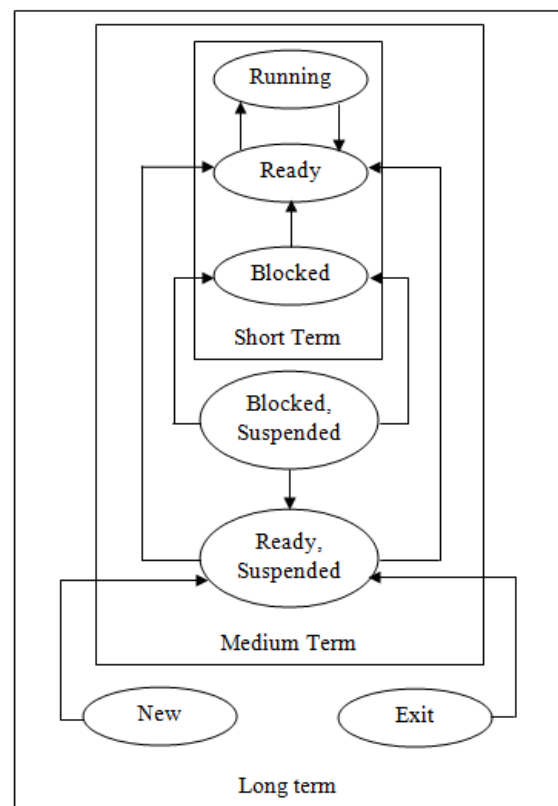 Running
Ready
Blocked
Short Term
Blocked,
Suspended
Ready,
Suspended
Medium Term
New
Exit
Long term